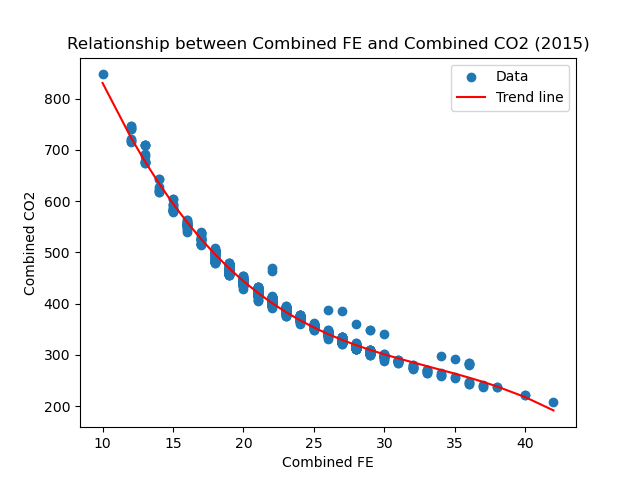 Relationship between Combined FE and Combined CO2 (2015)
Data
Trend line
800
700
600
500
400
300
200
Combined CO2
10 15 20 25 30 35 40
Combined FE